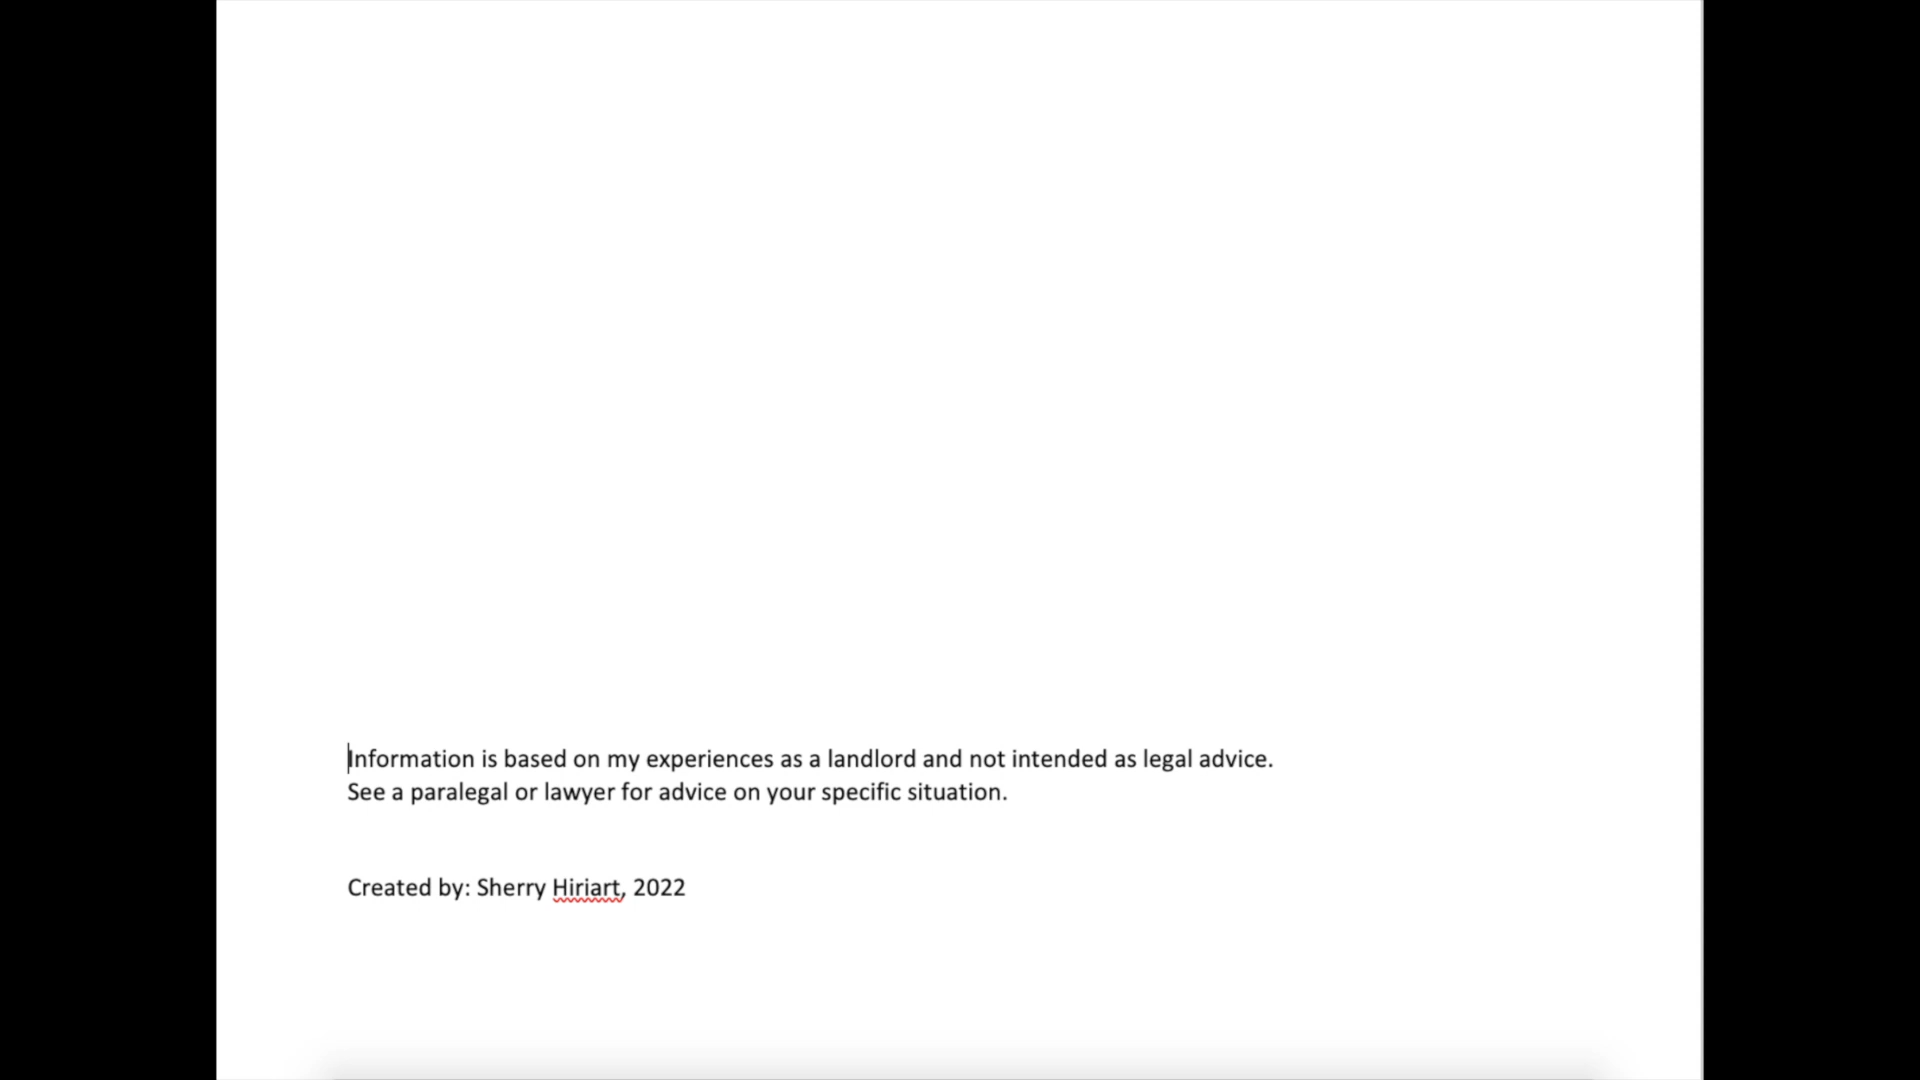 Information is based on my experiences as a landlord and not intended as legal advice.
See a paralegal or lawyer for advice on your specific situation.
Created by: Sherry Hiriart, 2022